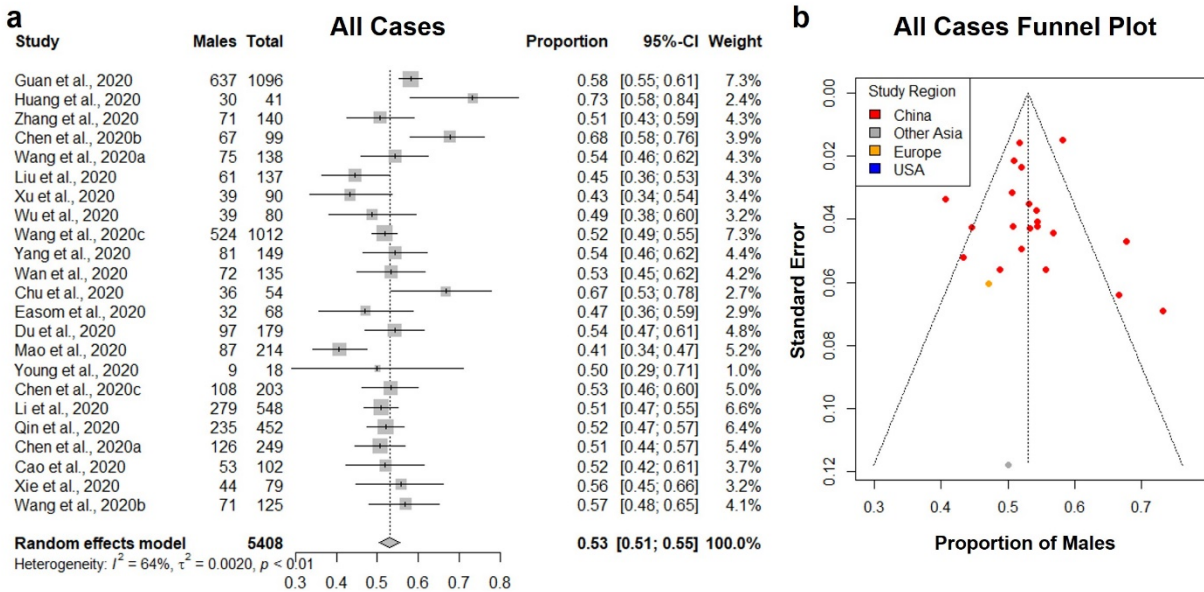 a
All Cases
Study Males Total Proportion 95%-CI Weight
Guan et al., 2020 637 1096 0.58 [0.55; 0.61] 7.3%
Huang et al., 2020 30 41 0.73 [0.58; 0.84] 2.4%
Zhang et al., 2020 71 140 0.51 [0.43; 0.59] 4.3%
Chen et al., 2020b 67 99 0.68 [0.58; 0.76] 3.9%
Wang et al., 2020a 75 138 0.54 [0.46; 0.62] 4.3%
Liu et al., 2020 61 137 0.45 [0.36; 0.53] 4.3%
Xu et al., 2020 39 90 0.43 [0.34; 0.54] 3.4%
Wu et al., 2020 39 80 0.49 [0.38; 0.60] 3.2%
Wang et al., 2020c 524 1012 0.52 [0.49; 0.55] 7.3%
Yang et al., 2020 81 149 0.54 [0.46; 0.62] 4.4%
Wan et al., 2020 72 135 0.53 [0.45; 0.62] 4.2%
Chu et al., 2020 36 54 0.67 [0.53; 0.78] 2.7%
Easom et al., 2020 32 68 0.47 [0.36; 0.59] 2.9%
Du et al., 2020 97 179 0.54 [0.47; 0.61] 4.8%
Mao et al., 2020 87 214 0.41 [0.34; 0.47] 5.2%
Young et al., 2020 9 18 0.50 [0.29; 0.71] 1.0%
Chen et al., 2020c 108 203 0.53 [0.46; 0.60] 5.0%
Li et al., 2020 279 548 0.51 [0.47; 0.55] 6.6%
Qin et al., 2020 235 452 0.52 [0.47; 0.57] 6.4%
Chen et al., 2020a 126 249 0.51 [0.44; 0.57] 5.4%
Cao et al., 2020 53 102 0.52 [0.42; 0.61] 3.7%
Xie et al., 2020 44 79 0.56 [0.45; 0.66] 3.2%
Wang et al., 2020b 71 125 0.57 [0.48; 0.65] 4.1%
Random effects model 5408 0.53 [0.51; 0.55] 100.0%
Heterogeneity: I² = 64%, τ² = 0.0020, p < 0.01
0.3 0.4 0.5 0.6 0.7 0.8
b
All Cases Funnel Plot
Study Region
China
Other Asia
Europe
USA
Standard Error
0.00
0.02
0.04
0.06
0.08
0.10
0.12
0.3 0.4 0.5 0.6 0.7
Proportion of Males